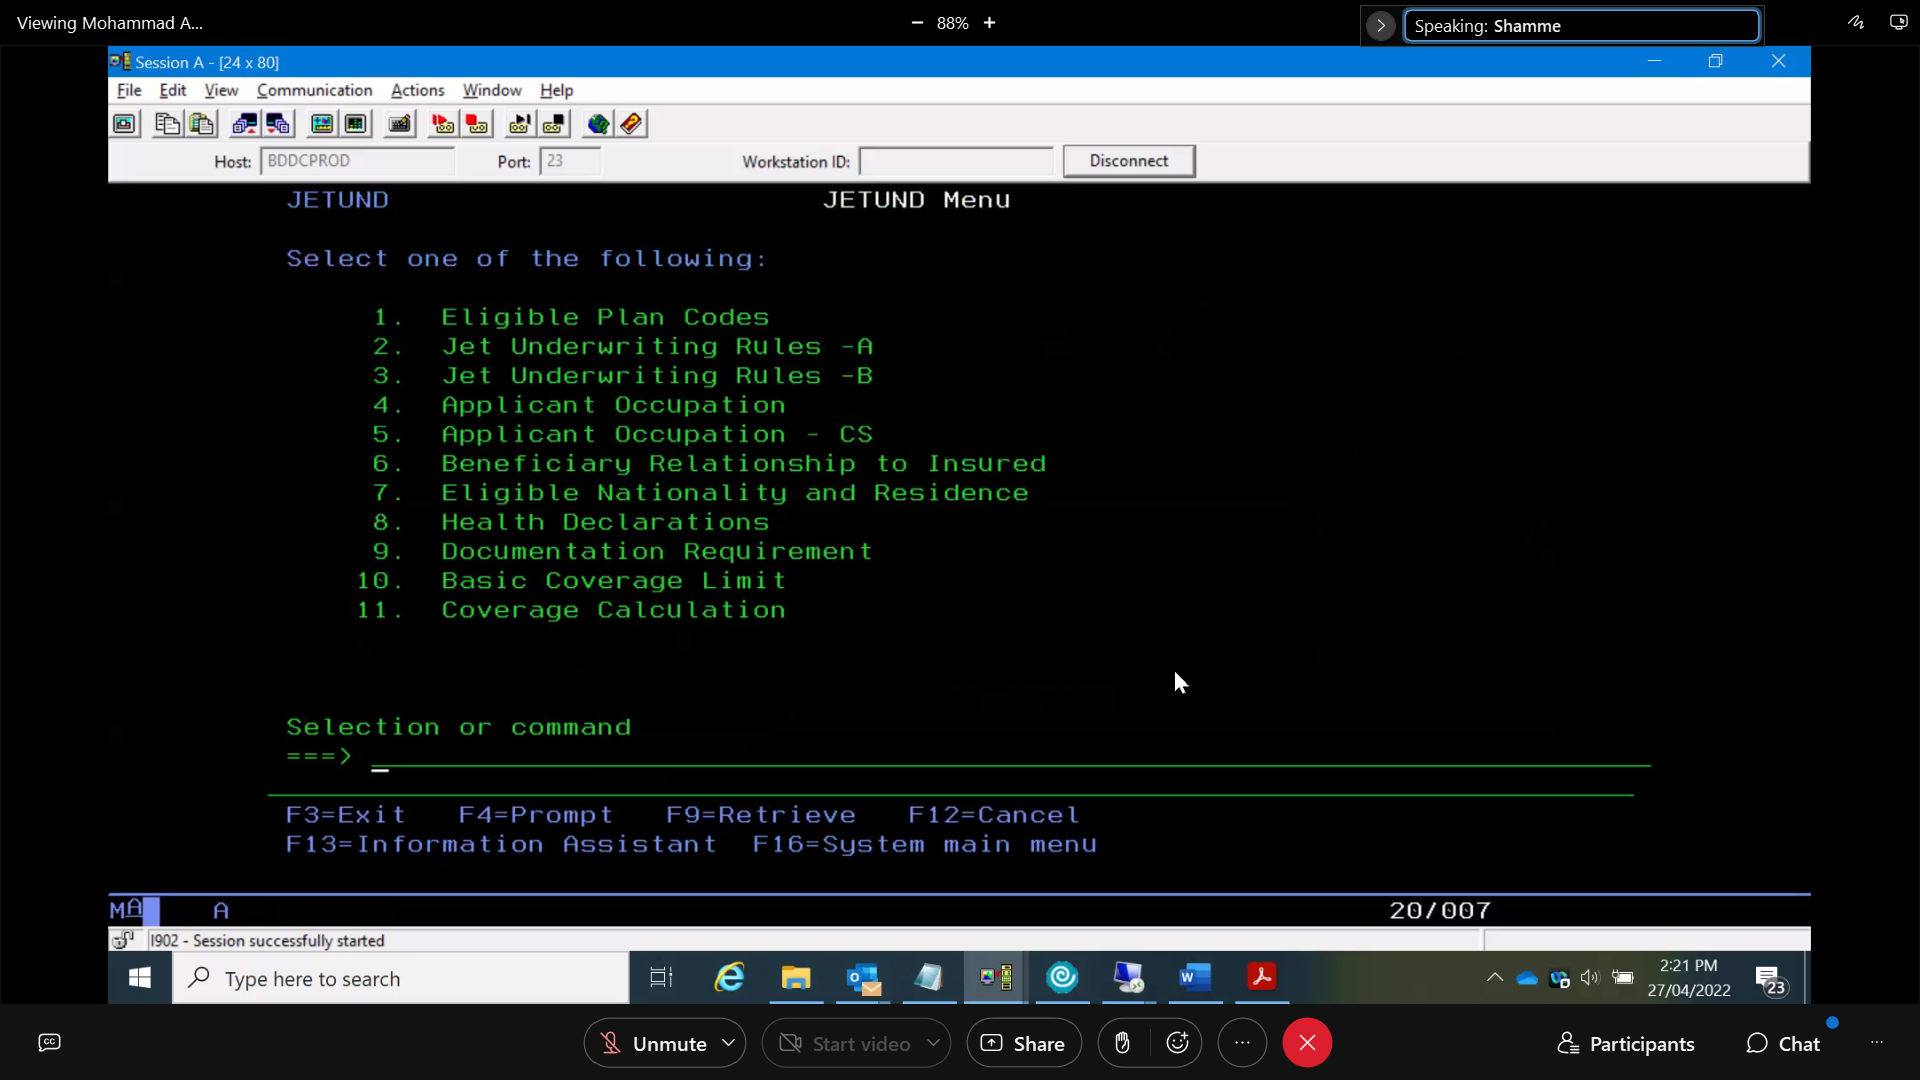 Viewing Mohammad A...
88%
Speaking: Shamme
Session A - [24 x 80]
File Edit View Communication Actions Window Help
Host: BDDCPROD Port: 23 Workstation ID: Disconnect
JETUND JETUND Menu
Select one of the following:
1. Eligible Plan Codes
2. Jet Underwriting Rules -A
3. Jet Underwriting Rules -B
4. Applicant Occupation
5. Applicant Occupation - CS
6. Beneficiary Relationship to Insured
7. Eligible Nationality and Residence
8. Health Declarations
9. Documentation Requirement
10. Basic Coverage Limit
11. Coverage Calculation
Selection or command
===>
F3=Exit F4=Prompt F9=Retrieve F12=Cancel
F13=Information Assistant F16=System main menu
MA A 20/007
I902 - Session successfully started
Type here to search
2:21 PM
27/04/2022
23
CC
Unmute Start video Share Participants Chat